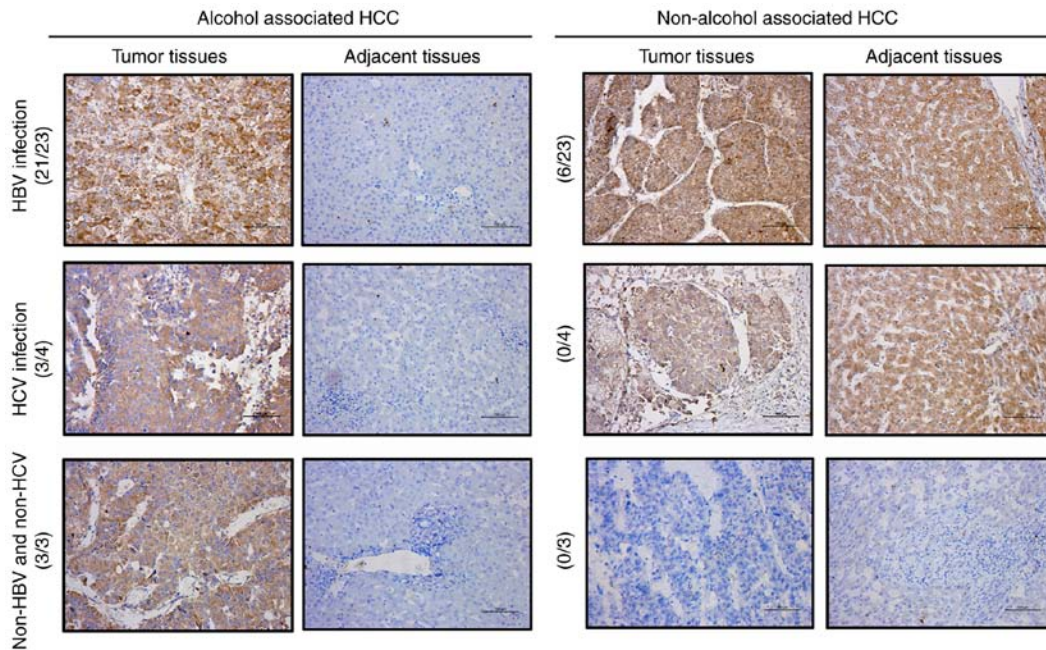 Alcohol associated HCC
Non-alcohol associated HCC
Tumor tissues
Adjacent tissues
Tumor tissues
Adjacent tissues
HBV infection
(21/23)
(6/23)
HCV infection
(3/4)
(0/4)
Non-HBV and non-HCV
(3/3)
(0/3)